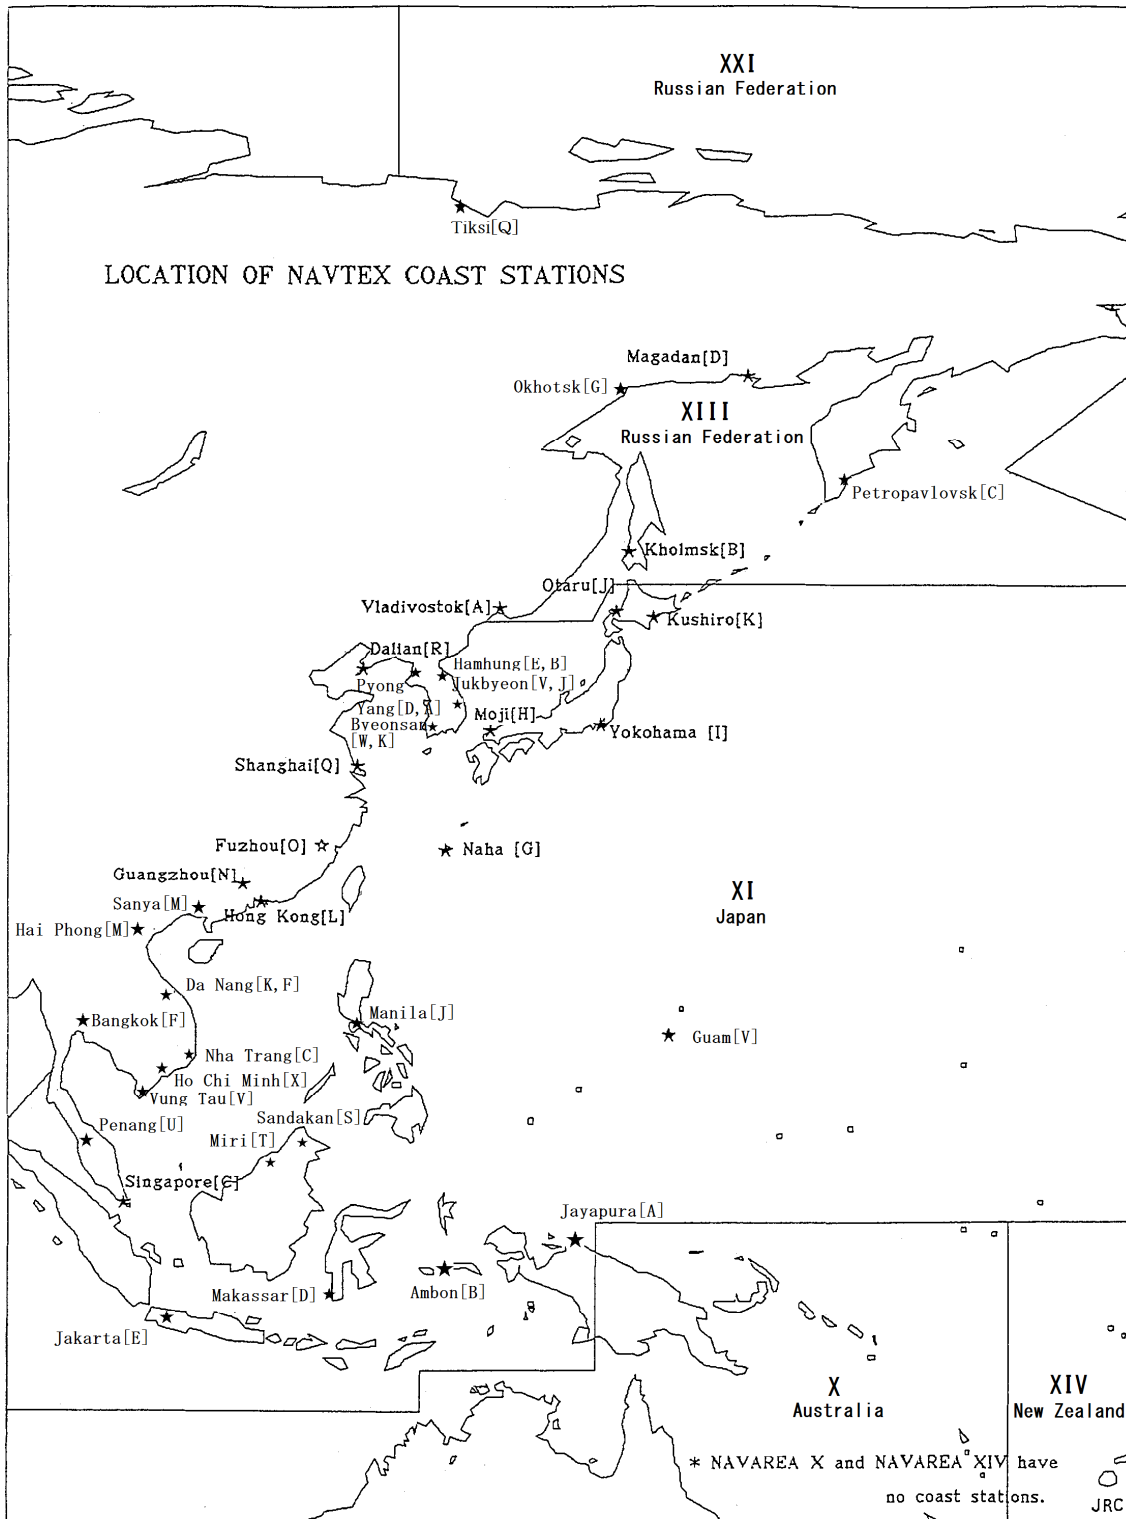 XXI
Russian Federation
Tiksi[Q]
LOCATION OF NAVTEX COAST STATIONS
Magadan[D]
Okhotsk[G]
XIII
Russian Federation
Petropavlovsk[C]
Kholmsk[B]
Otaru[J]
Vladivostok[A]
Kushiro[K]
Dalian[R]
Hamhung[E,B]
Pyong
Jukbyeon[V,J]
Yang[D,A]
Moji[H]
Byeonsan
Yokohama [I]
[W,K]
Shanghai[Q]
Fuzhou[O]
Naha [G]
Guangzhou[N]
XI
Sanya[M]
Hong Kong[L]
Japan
Hai Phong[M]
Da Nang[K,F]
Manila[J]
Bangkok[F]
Guam[V]
Nha Trang[C]
Ho Chi Minh[X]
Vung Tau[V]
Sandakan[S]
Penang[U]
Miri[T]
Singapore[C]
Jayapura[A]
Makassar[D]
Ambon[B]
Jakarta[E]
X
Australia
XIV
New Zealand
* NAVAREA X and NAVAREA XIV have
no coast stations.
JRC